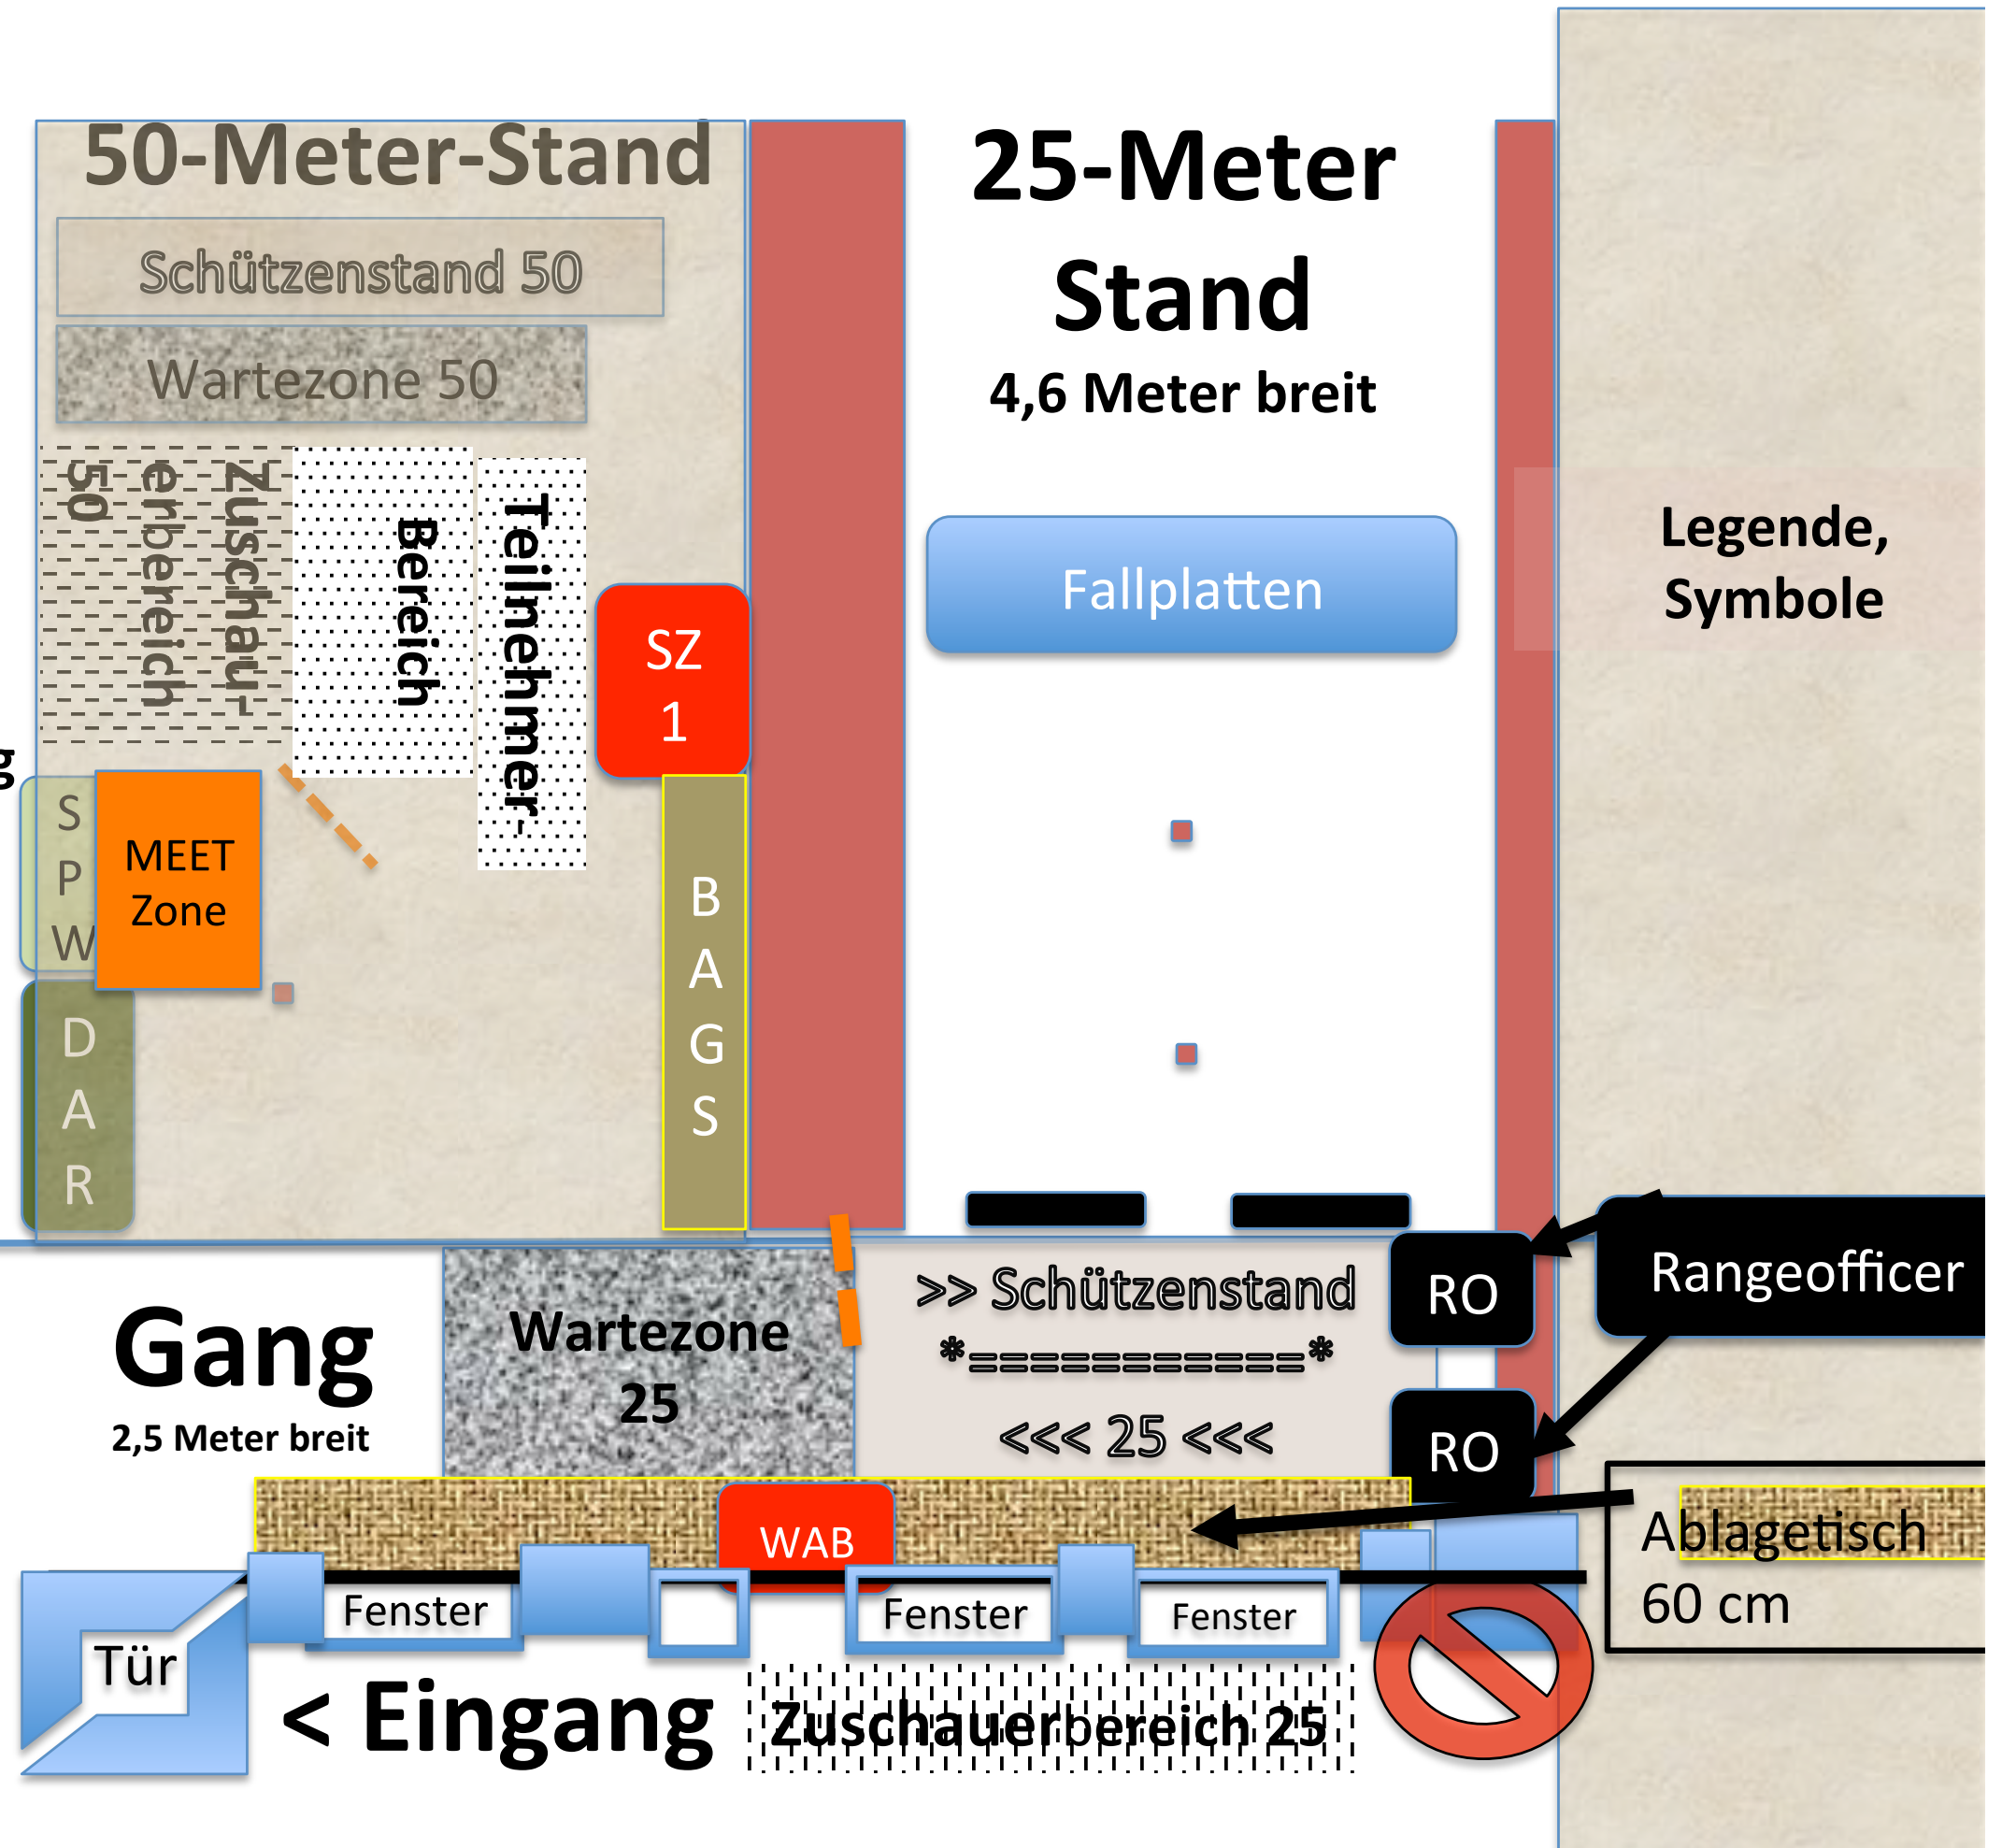 50-Meter-Stand
Schützenstand 50
Wartezone 50
Zuschau-
erbereich
50
Teilnehmer-
Bereich
SZ
1
g
S
P
W
MEET
Zone
D
A
R
B
A
G
S
25-Meter
Stand
4,6 Meter breit
Fallplatten
Legende,
Symbole
Gang
2,5 Meter breit
Wartezone
25
>> Schützenstand
*===========*
<<< 25 <<<
RO
RO
Rangeofficer
WAB
Ablagetisch
60 cm
Fenster
Fenster
Fenster
Tür
< Eingang
Zuschauerbereich 25